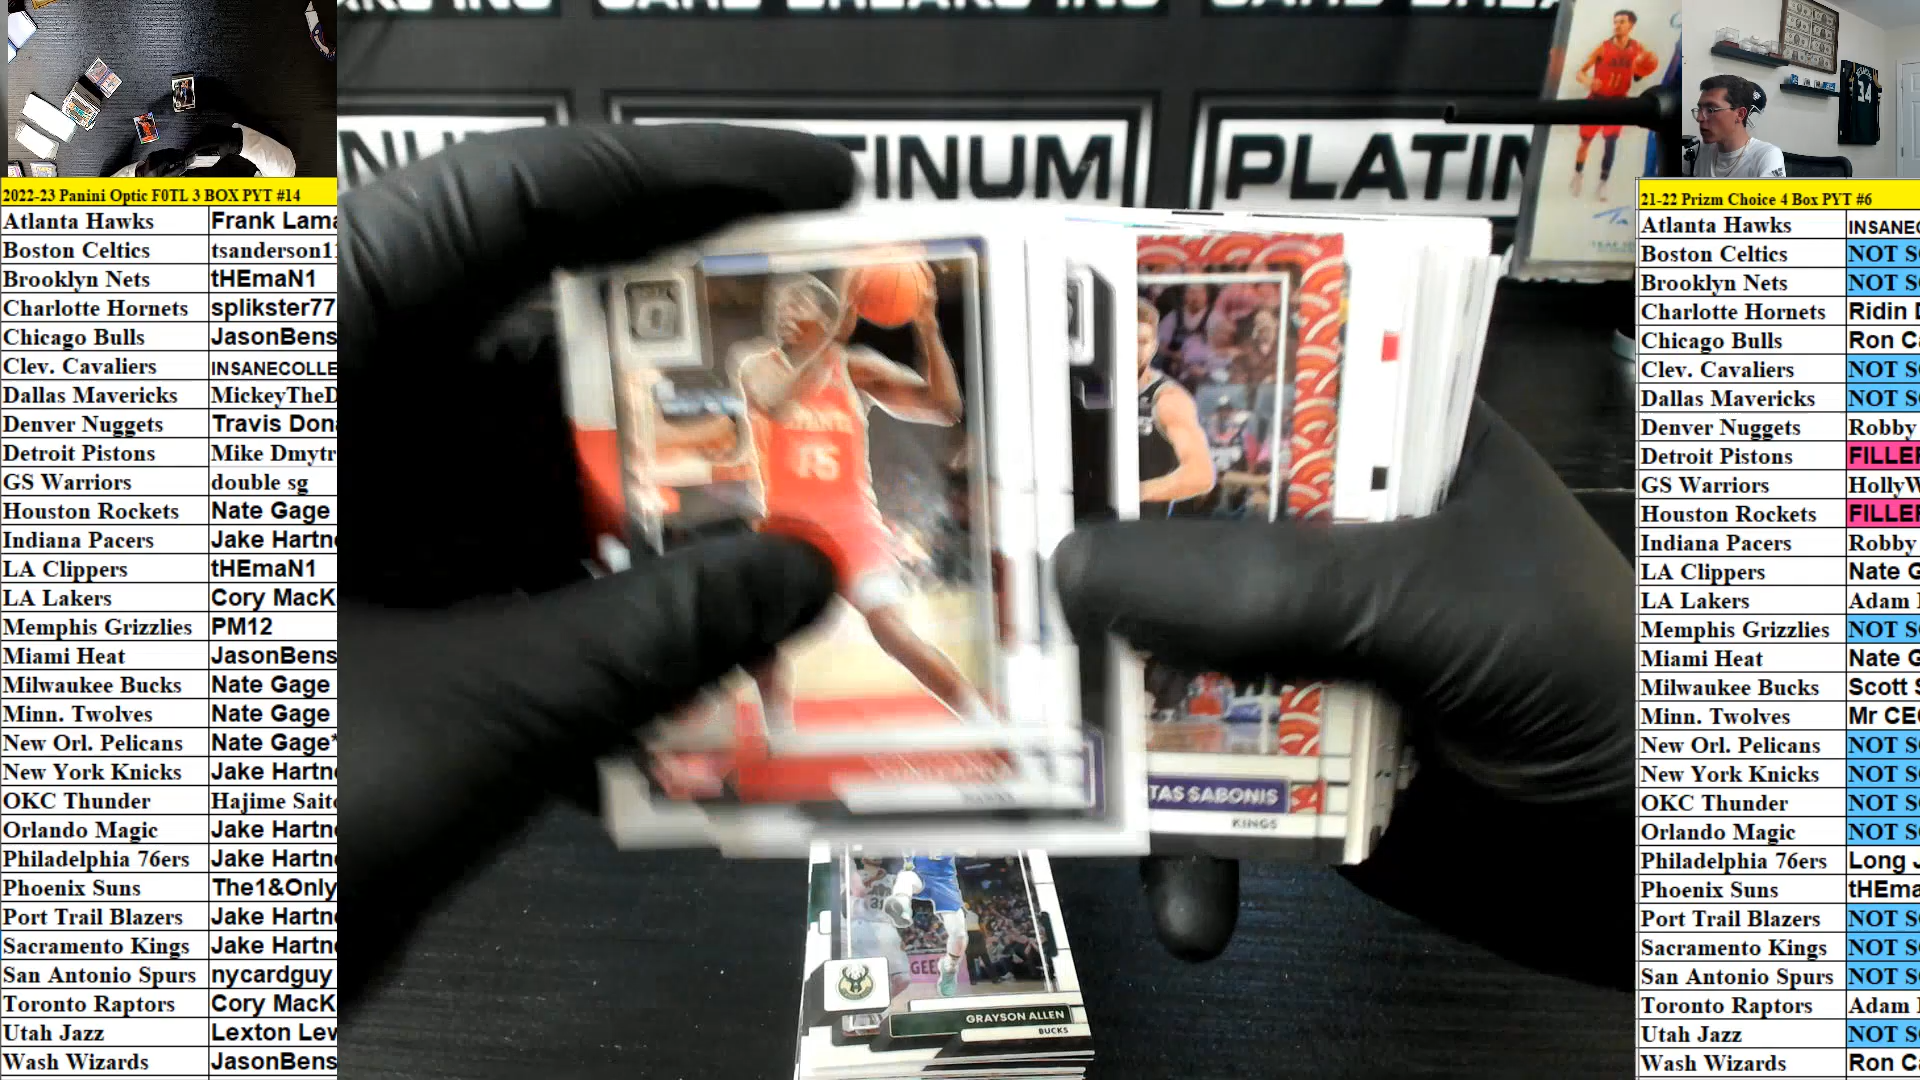 CARD BREAKS INC
PLATINUM
PLATIN
34
2022-23 Panini Optic F0TL 3 BOX PYT #14
Atlanta Hawks Frank Lama
Boston Celtics tsanderson1
Brooklyn Nets tHEmaN1
Charlotte Hornets splikster77
Chicago Bulls JasonBens
Clev. Cavaliers INSANECOLLE
Dallas Mavericks MickeyTheD
Denver Nuggets Travis Don
Detroit Pistons Mike Dmytr
GS Warriors double sg
Houston Rockets Nate Gage
Indiana Pacers Jake Hartn
LA Clippers tHEmaN1
LA Lakers Cory MacK
Memphis Grizzlies PM12
Miami Heat JasonBens
Milwaukee Bucks Nate Gage
Minn. Twolves Nate Gage
New Orl. Pelicans Nate Gage*
New York Knicks Jake Hartn
OKC Thunder Hajime Sait
Orlando Magic Jake Hartn
Philadelphia 76ers Jake Hartn
Phoenix Suns The1&Only
Port Trail Blazers Jake Hartn
Sacramento Kings Jake Hartn
San Antonio Spurs nycardguy
Toronto Raptors Cory MacK
Utah Jazz Lexton Lev
Wash Wizards JasonBens
15
TAS SABONIS
KINGS
31
GEE
GRAYSON ALLEN
BUCKS
21-22 Prizm Choice 4 Box PYT #6
Atlanta Hawks INSANEC
Boston Celtics NOT S
Brooklyn Nets NOT S
Charlotte Hornets Ridin
Chicago Bulls Ron C
Clev. Cavaliers NOT S
Dallas Mavericks NOT S
Denver Nuggets Robby
Detroit Pistons FILLE
GS Warriors HollyW
Houston Rockets FILLE
Indiana Pacers Robby
LA Clippers Nate G
LA Lakers Adam
Memphis Grizzlies NOT S
Miami Heat Nate G
Milwaukee Bucks Scott S
Minn. Twolves Mr CE
New Orl. Pelicans NOT S
New York Knicks NOT S
OKC Thunder NOT S
Orlando Magic NOT S
Philadelphia 76ers Long J
Phoenix Suns tHEma
Port Trail Blazers NOT S
Sacramento Kings NOT S
San Antonio Spurs NOT S
Toronto Raptors Adam
Utah Jazz NOT S
Wash Wizards Ron C